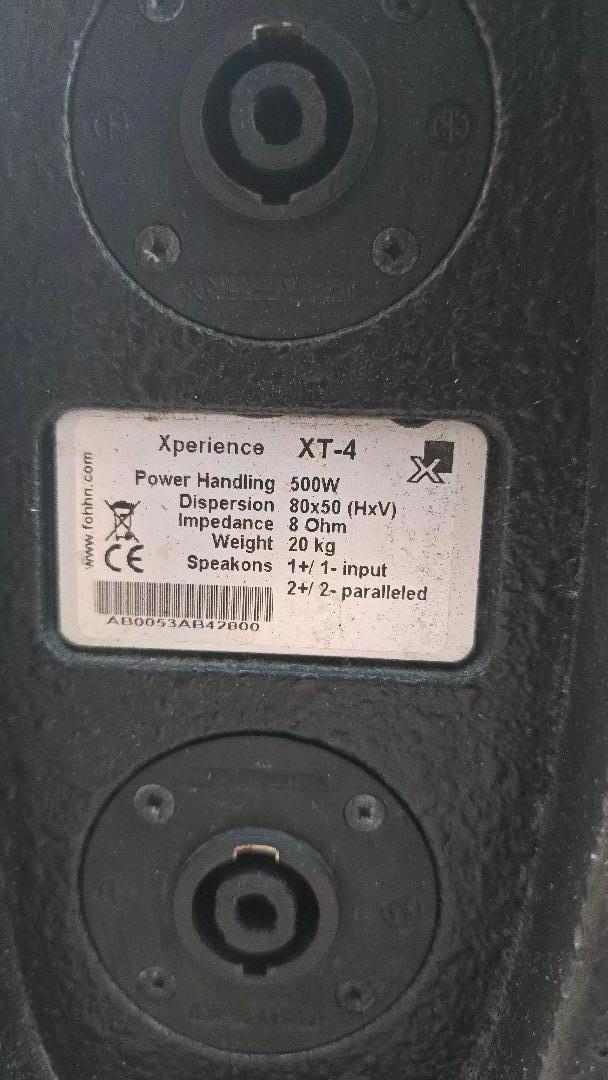 Xperience XT-4
www.fohhn.com
Power Handling 500W
Dispersion 80x50 (HxV)
Impedance 8 Ohm
Weight 20 kg
Speakons 1+/ 1- input
2+/ 2- paralleled
CE
AB0053AB42800